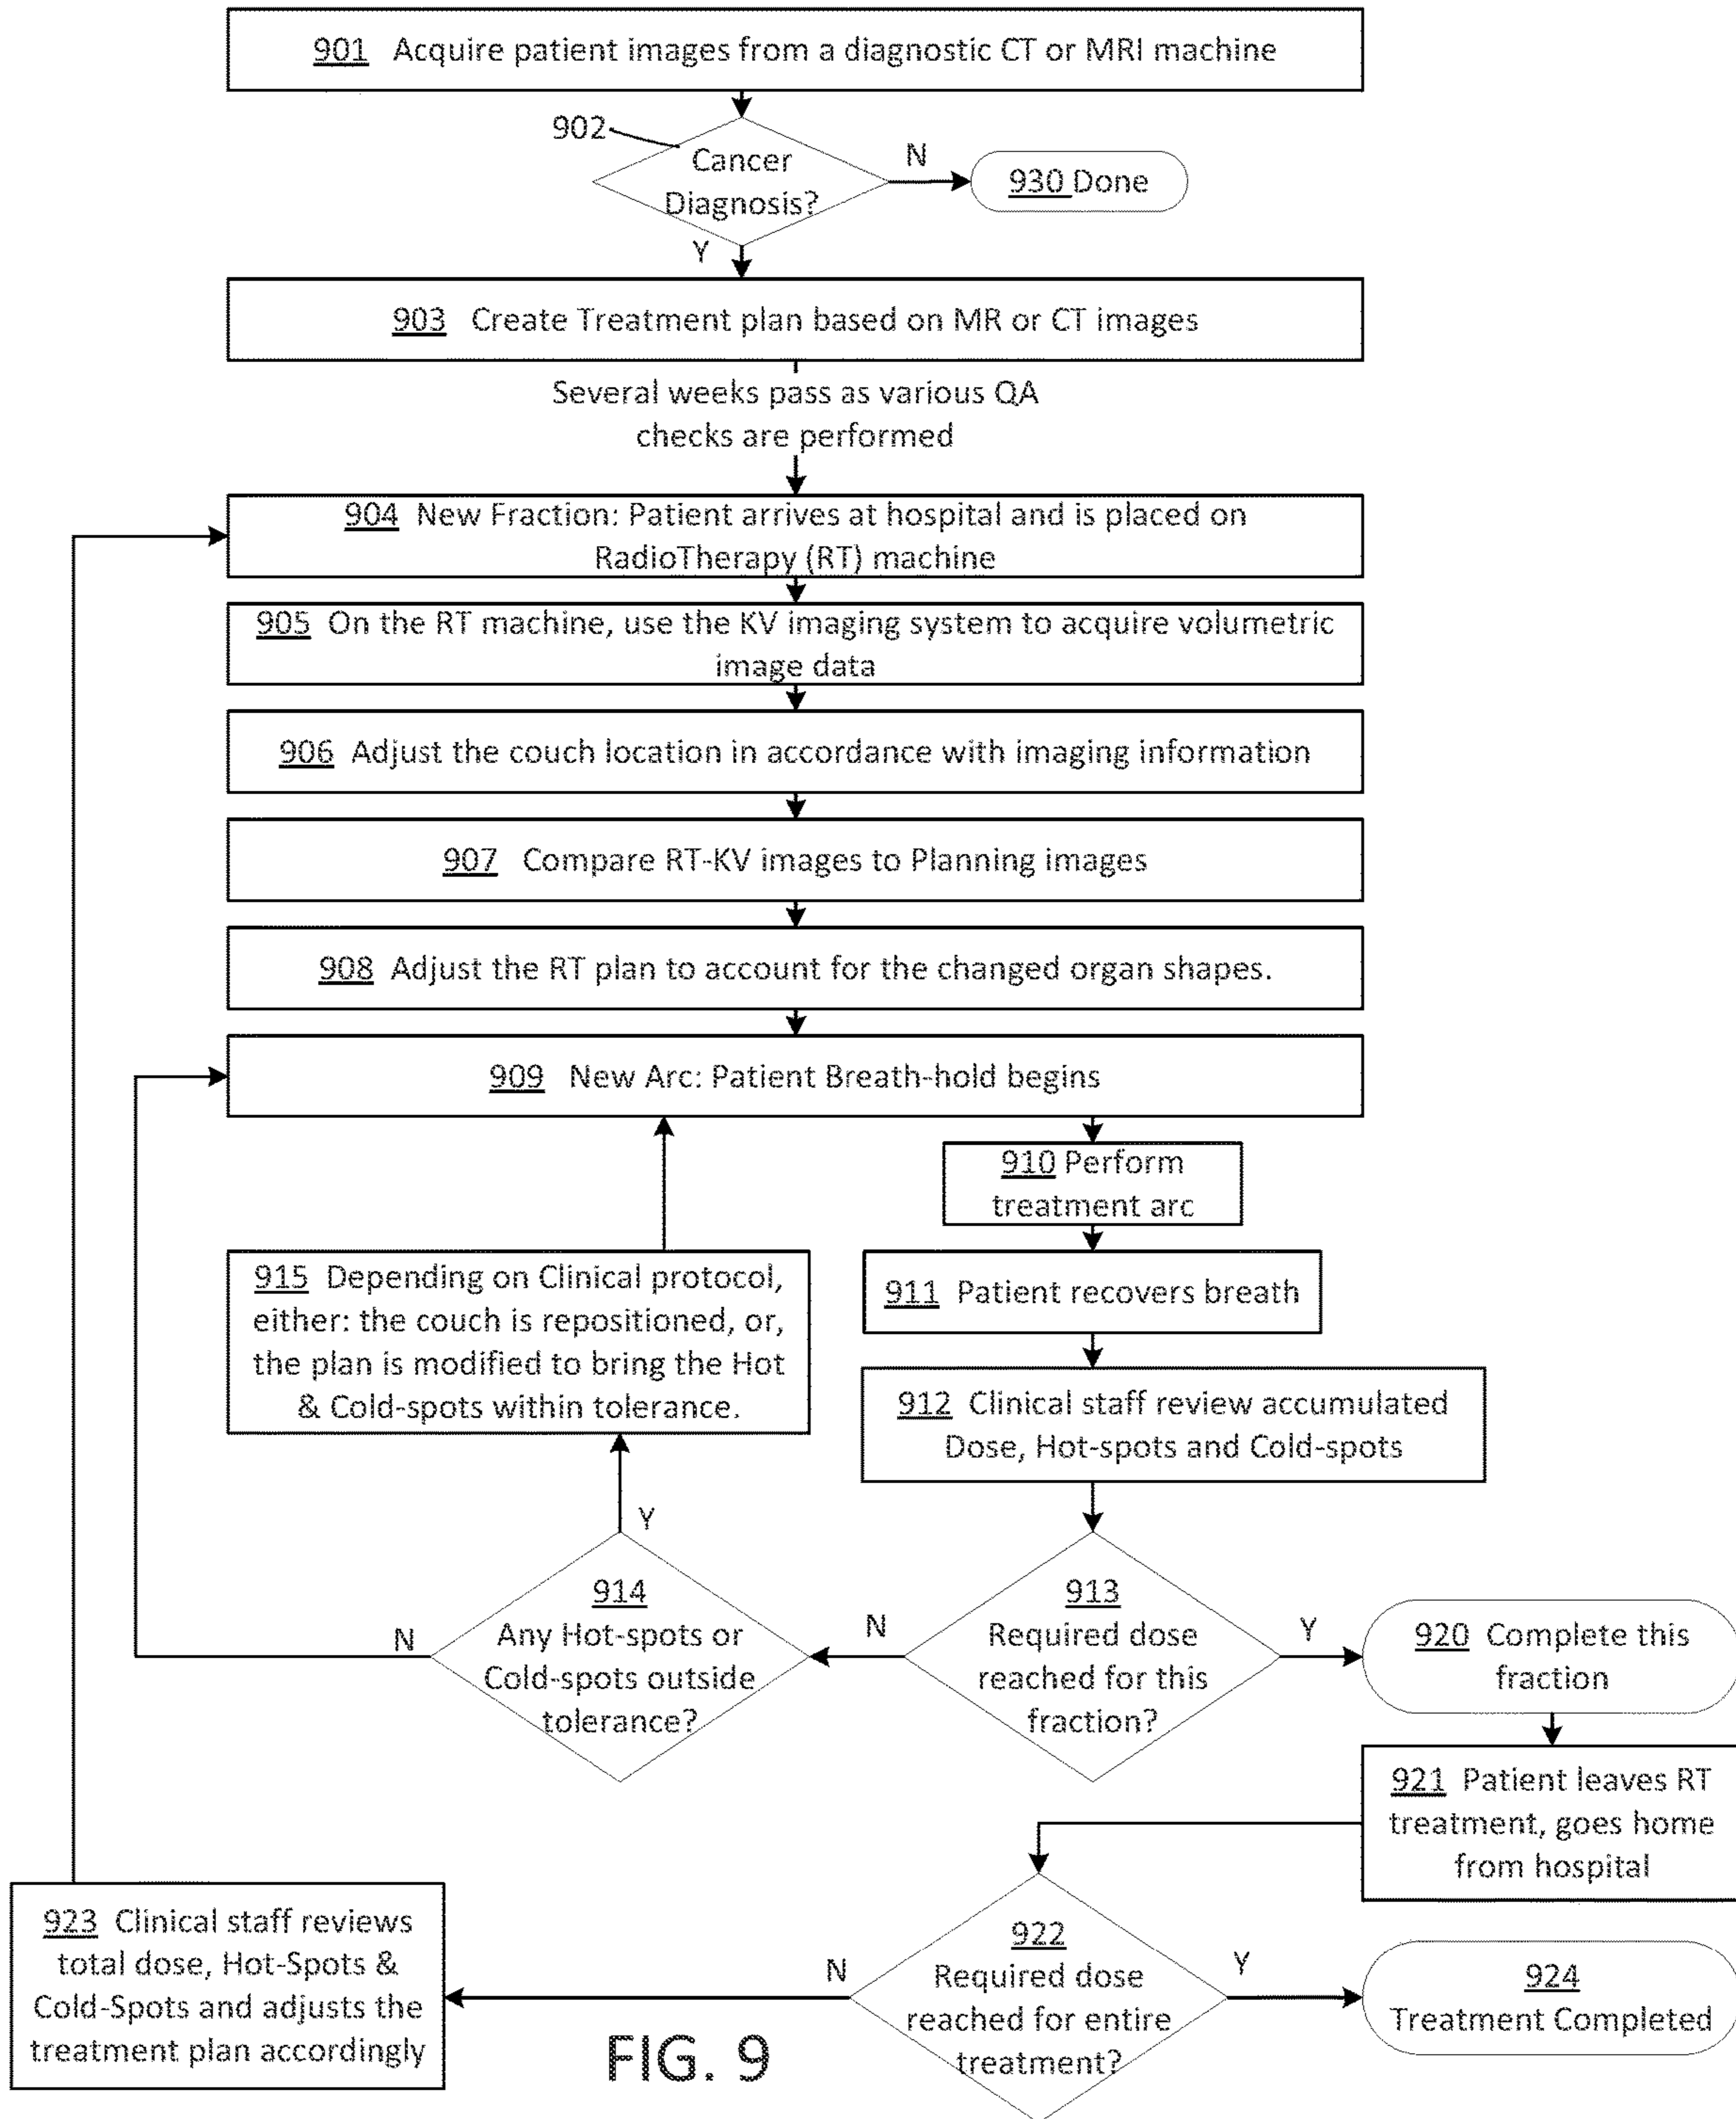 901 Acquire patient images from a diagnostic CT or MRI machine
902
Cancer
Diagnosis?
N
930 Done
Y
903 Create Treatment plan based on MR or CT images
Several weeks pass as various QA
checks are performed
904 New Fraction: Patient arrives at hospital and is placed on
RadioTherapy (RT) machine
905 On the RT machine, use the KV imaging system to acquire volumetric
image data
906 Adjust the couch location in accordance with imaging information
907 Compare RT-KV images to Planning images
908 Adjust the RT plan to account for the changed organ shapes.
909 New Arc: Patient Breath-hold begins
910 Perform
treatment arc
911 Patient recovers breath
912 Clinical staff review accumulated
Dose, Hot-spots and Cold-spots
913
Required dose
reached for this
fraction?
N
Y
914
Any Hot-spots or
Cold-spots outside
tolerance?
N
Y
915 Depending on Clinical protocol,
either: the couch is repositioned, or,
the plan is modified to bring the Hot
& Cold-spots within tolerance.
920 Complete this
fraction
921 Patient leaves RT
treatment, goes home
from hospital
922
Required dose
reached for entire
treatment?
N
Y
923 Clinical staff reviews
total dose, Hot-Spots &
Cold-Spots and adjusts the
treatment plan accordingly
924
Treatment Completed
FIG. 9